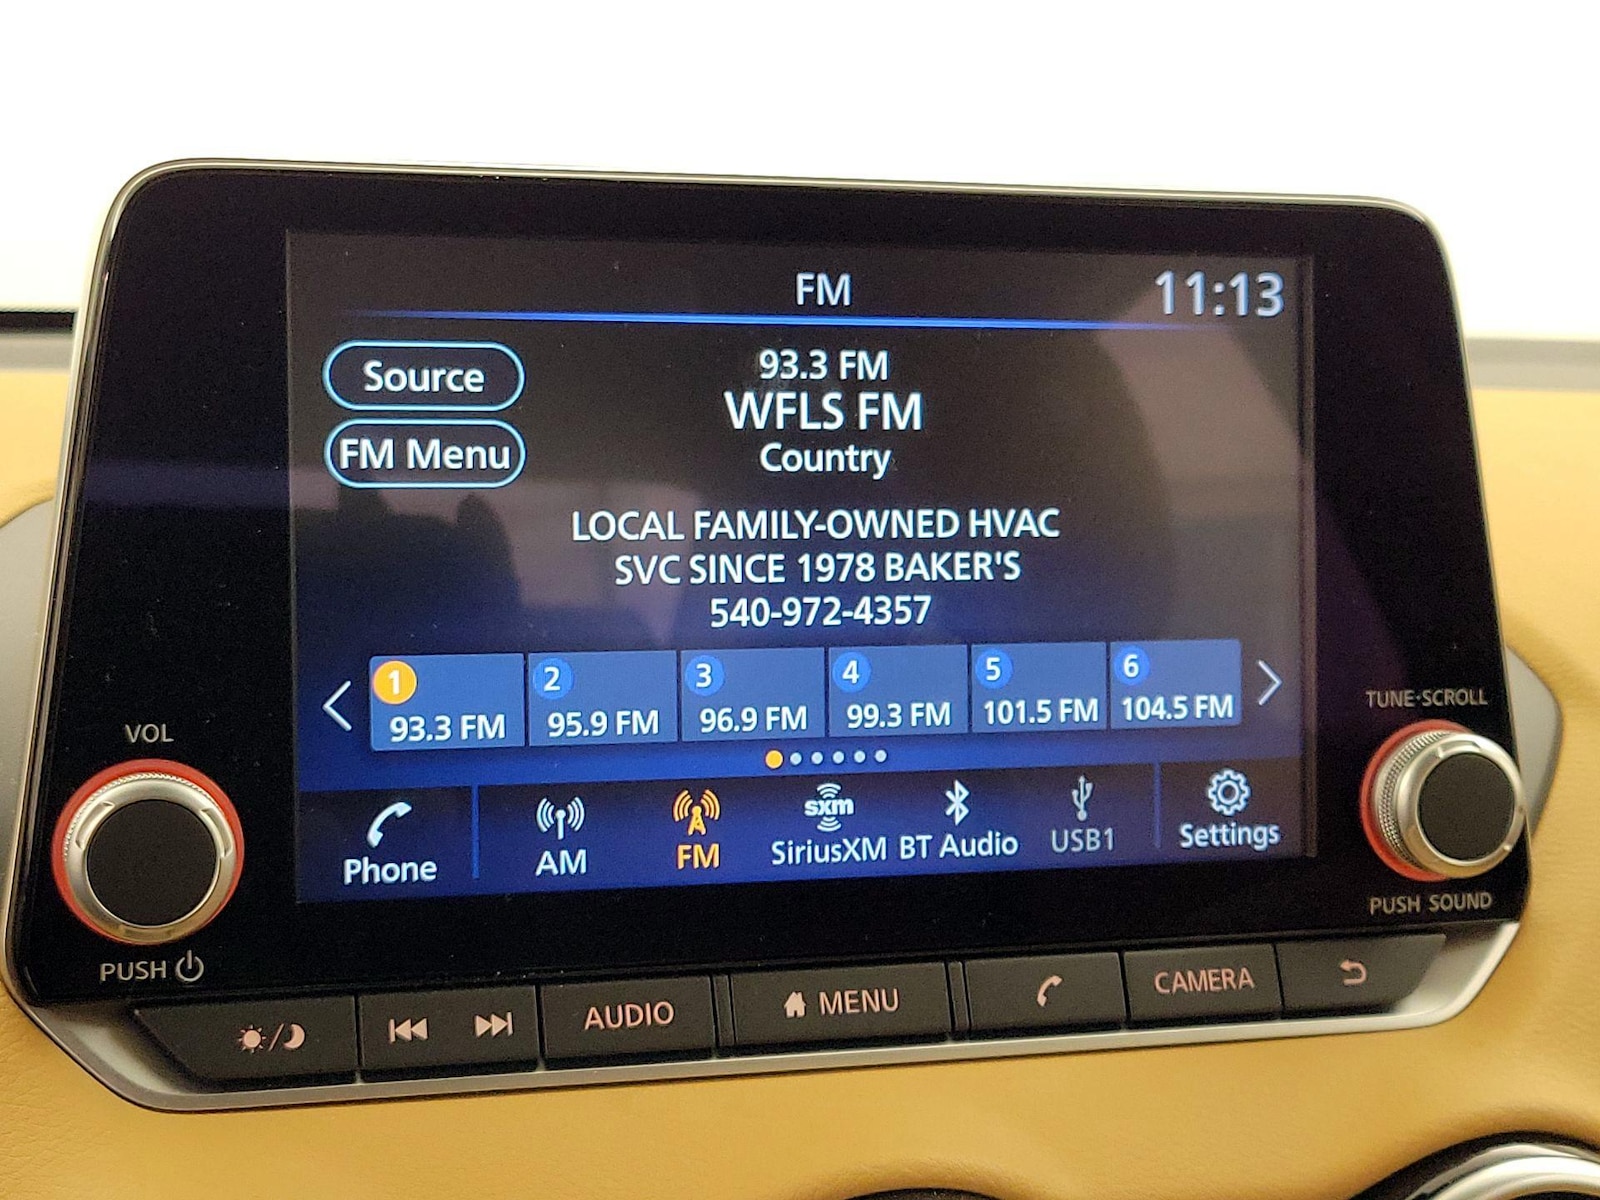 FM
11:13
Source
93.3 FM
WFLS FM
FM Menu
Country
LOCAL FAMILY-OWNED HVAC
SVC SINCE 1978 BAKER'S
540-972-4357
1 2 3 4 5 6
93.3 FM 95.9 FM 96.9 FM 99.3 FM 101.5 FM 104.5 FM
sxm
Phone AM FM SiriusXM BT Audio USB1 Settings
VOL
PUSH
TUNE·SCROLL
PUSH SOUND
AUDIO MENU CAMERA